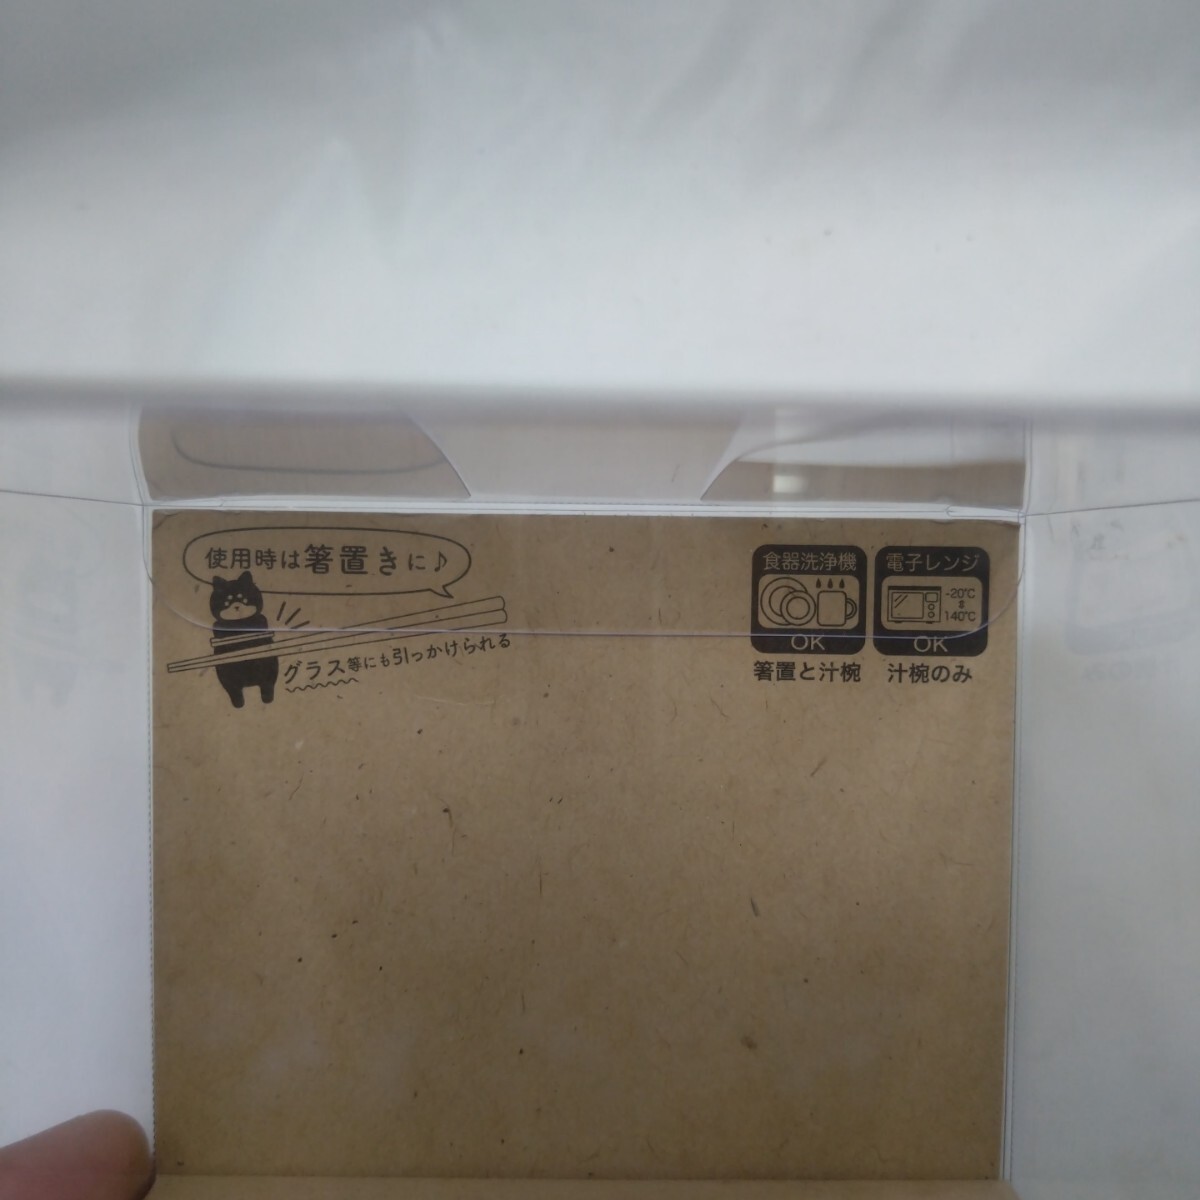 使用時は箸置きに♪
グラス等にも引っかけられる
食器洗浄機
OK
箸置と汁椀
電子レンジ
-20℃
⇕
140℃
OK
汁椀のみ